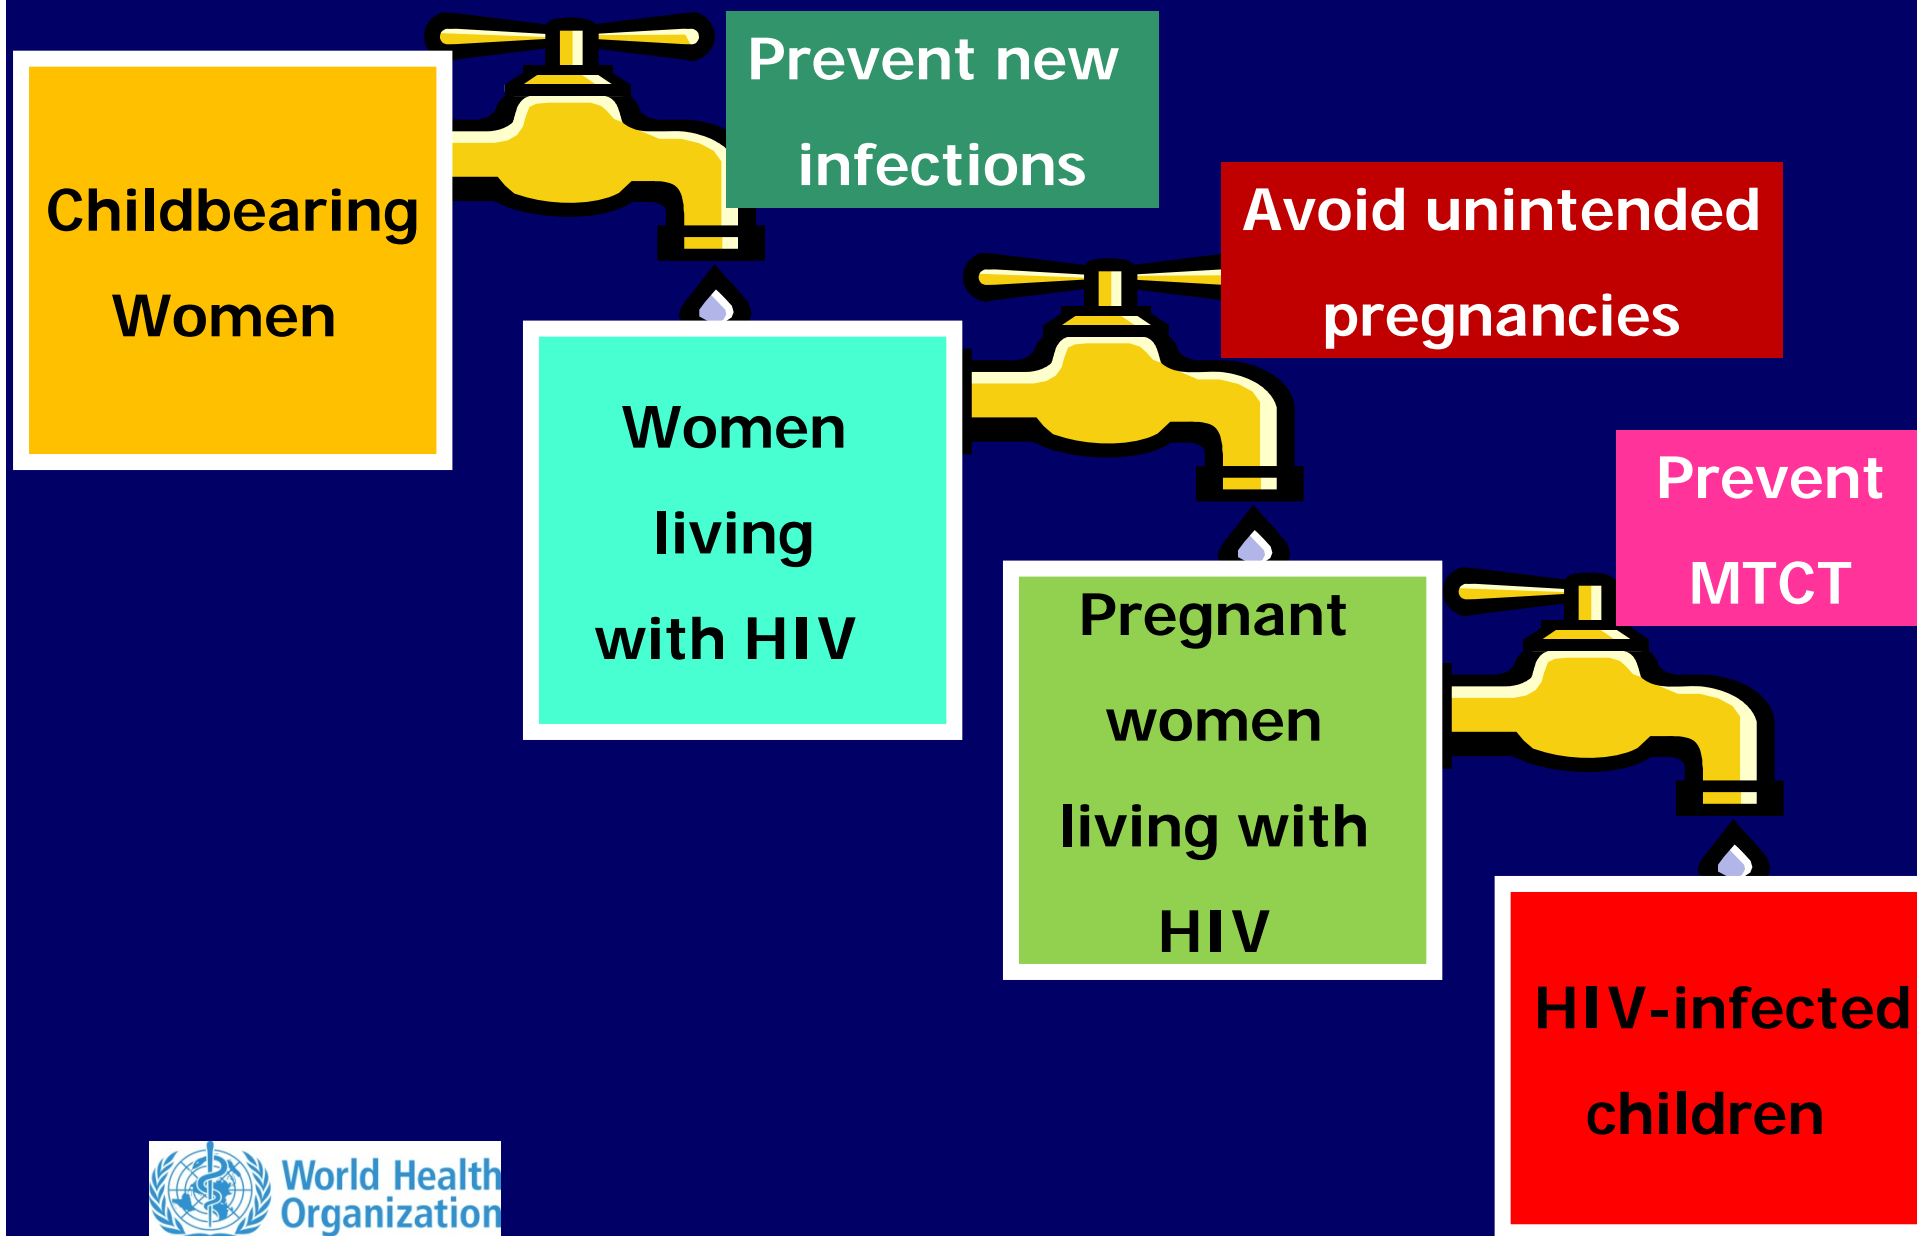 Childbearing
Women
Prevent new
infections
Women
living
with HIV
Avoid unintended
pregnancies
Pregnant
women
living with
HIV
Prevent
MTCT
HIV-infected
children
World Health
Organization